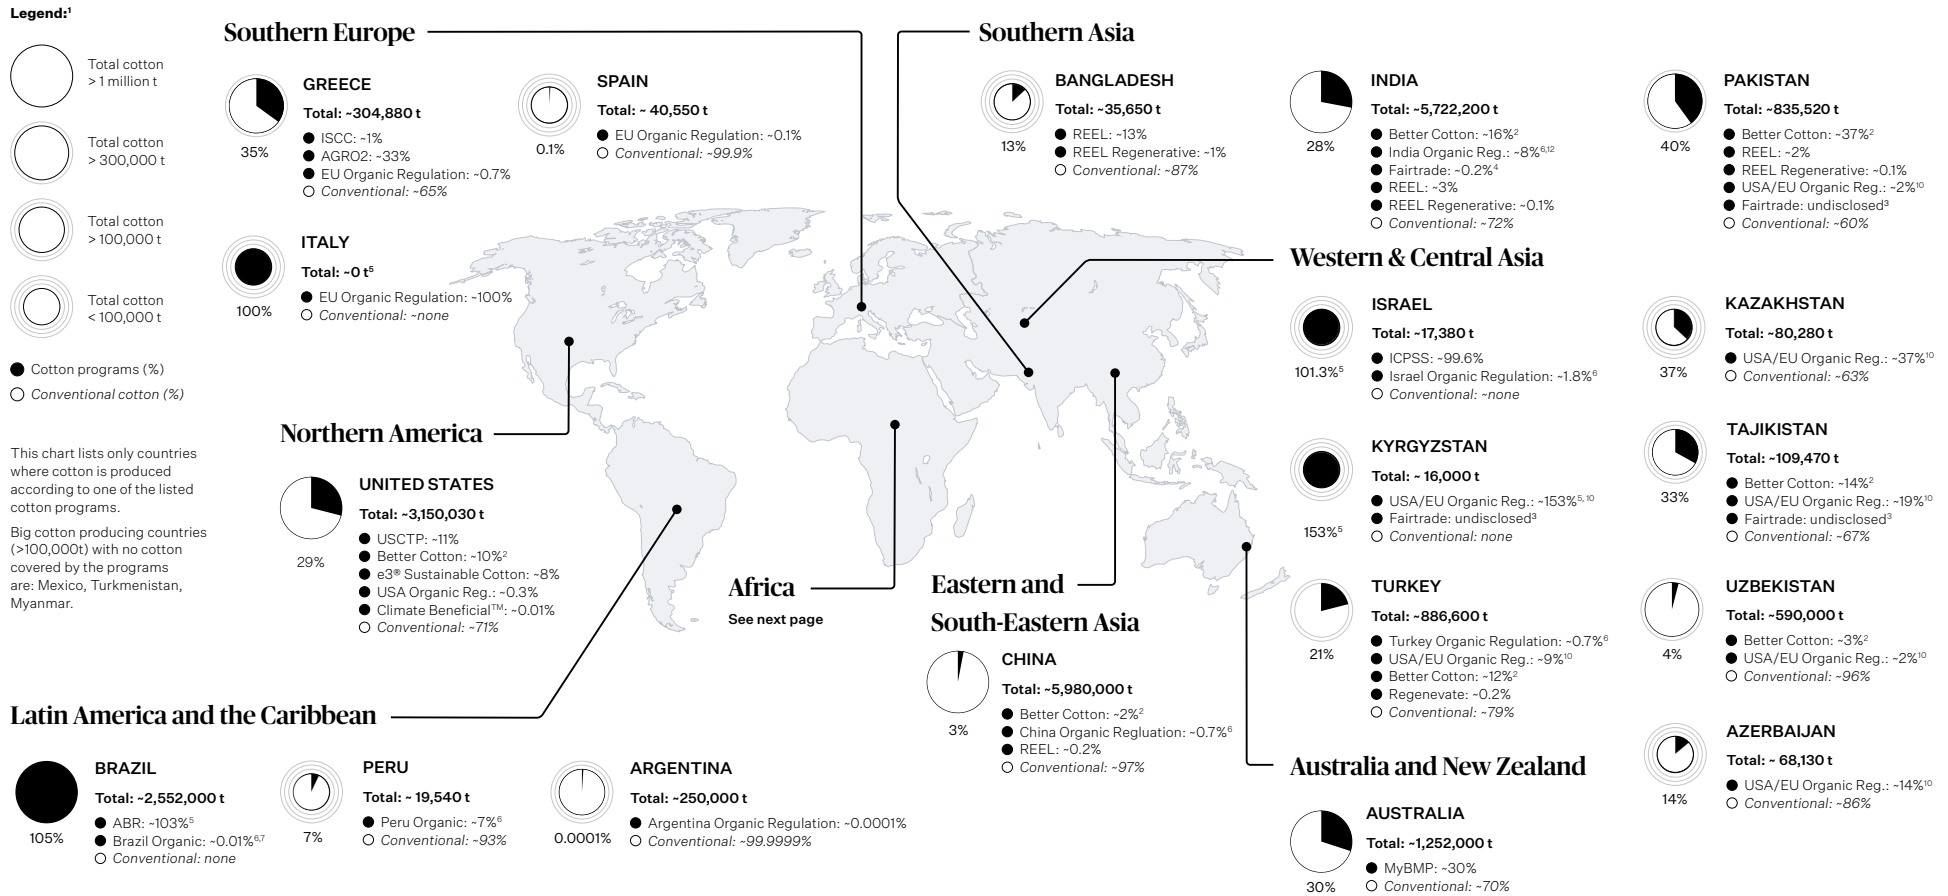 Legend:¹
Total cotton
> 1 million t
Total cotton
> 300,000 t
Total cotton
> 100,000 t
Total cotton
< 100,000 t
Cotton programs (%)
Conventional cotton (%)
This chart lists only countries
where cotton is produced
according to one of the listed
cotton programs.
Big cotton producing countries
(>100,000t) with no cotton
covered by the programs
are: Mexico, Turkmenistan,
Myanmar.
Southern Europe
GREECE
Total: ~304,880 t
ISCC: ~1%
AGRO2: ~33%
EU Organic Regulation: ~0.7%
Conventional: ~65%
35%
SPAIN
Total: ~ 40,550 t
EU Organic Regulation: ~0.1%
Conventional: ~99.9%
0.1%
ITALY
Total: ~0 t⁵
EU Organic Regulation: ~100%
Conventional: ~none
100%
Southern Asia
BANGLADESH
Total: ~35,650 t
REEL: ~13%
REEL Regenerative: ~1%
Conventional: ~87%
13%
INDIA
Total: ~5,722,200 t
Better Cotton: ~16%²
India Organic Reg.: ~8%⁶,¹²
Fairtrade: ~0.2%⁴
REEL: ~3%
REEL Regenerative: ~0.1%
Conventional: ~72%
28%
PAKISTAN
Total: ~835,520 t
Better Cotton: ~37%²
REEL: ~2%
REEL Regenerative: ~0.1%
USA/EU Organic Reg.: ~2%¹⁰
Fairtrade: undisclosed³
Conventional: ~60%
40%
Western & Central Asia
ISRAEL
Total: ~17,380 t
ICPSS: ~99.6%
Israel Organic Regulation: ~1.8%⁶
Conventional: ~none
101.3%⁵
KAZAKHSTAN
Total: ~80,280 t
USA/EU Organic Reg.: ~37%¹⁰
Conventional: ~63%
37%
KYRGYZSTAN
Total: ~ 16,000 t
USA/EU Organic Reg.: ~153%⁵, ¹⁰
Fairtrade: undisclosed³
Conventional: none
153%⁵
TAJIKISTAN
Total: ~109,470 t
Better Cotton: ~14%²
USA/EU Organic Reg.: ~19%¹⁰
Fairtrade: undisclosed³
Conventional: ~67%
33%
TURKEY
Total: ~886,600 t
Turkey Organic Regulation: ~0.7%⁶
USA/EU Organic Reg.: ~9%¹⁰
Better Cotton: ~12%²
Regenevate: ~0.2%
Conventional: ~79%
21%
UZBEKISTAN
Total: ~590,000 t
Better Cotton: ~3%²
USA/EU Organic Reg.: ~2%¹⁰
Conventional: ~96%
4%
AZERBAIJAN
Total: ~ 68,130 t
USA/EU Organic Reg.: ~14%¹⁰
Conventional: ~86%
14%
Northern America
UNITED STATES
Total: ~3,150,030 t
USCTP: ~11%
Better Cotton: ~10%²
e3® Sustainable Cotton: ~8%
USA Organic Reg.: ~0.3%
Climate Beneficial™: ~0.01%
Conventional: ~71%
29%
Africa
See next page
Eastern and
South-Eastern Asia
CHINA
Total: ~5,980,000 t
Better Cotton: ~2%²
China Organic Regluation: ~0.7%⁶
REEL: ~0.2%
Conventional: ~97%
3%
Latin America and the Caribbean
BRAZIL
Total: ~2,552,000 t
ABR: ~103%⁵
Brazil Organic: ~0.01%⁶,⁷
Conventional: none
105%
PERU
Total: ~ 19,540 t
Peru Organic: ~7%⁶
Conventional: ~93%
7%
ARGENTINA
Total: ~250,000 t
Argentina Organic Regulation: ~0.0001%
Conventional: ~99.9999%
0.0001%
Australia and New Zealand
AUSTRALIA
Total: ~1,252,000 t
MyBMP: ~30%
Conventional: ~70%
30%